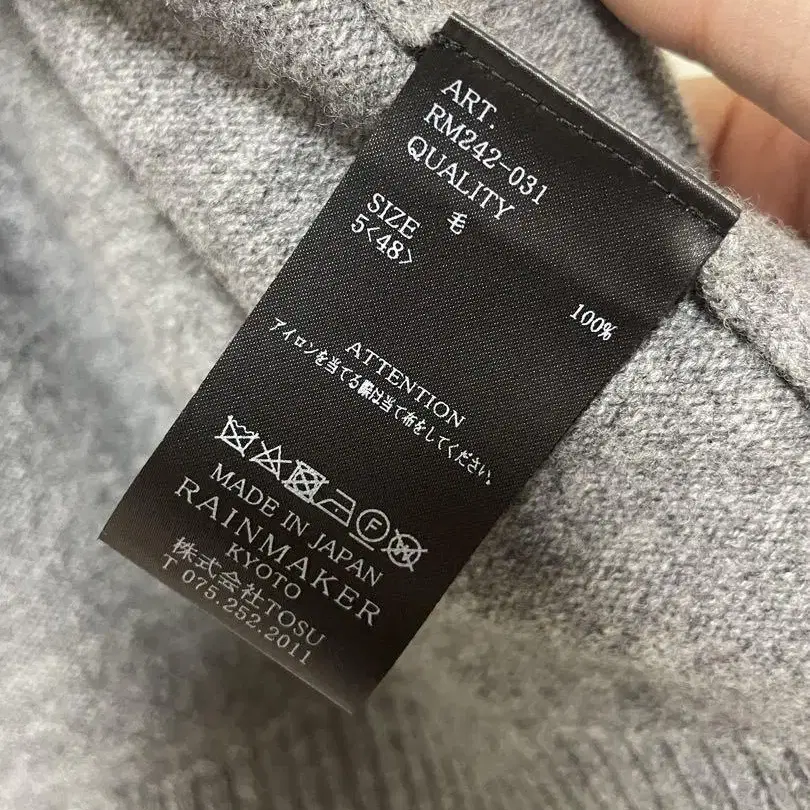 ART.
RM242-031
QUALITY
毛
100%
SIZE
5<48>
ATTENTION
アイロンを当てる際は当て布をしてください。
F
W
MADE IN JAPAN
RAINMAKER
KYOTO
株式会社TOSU
T 075.252.2011